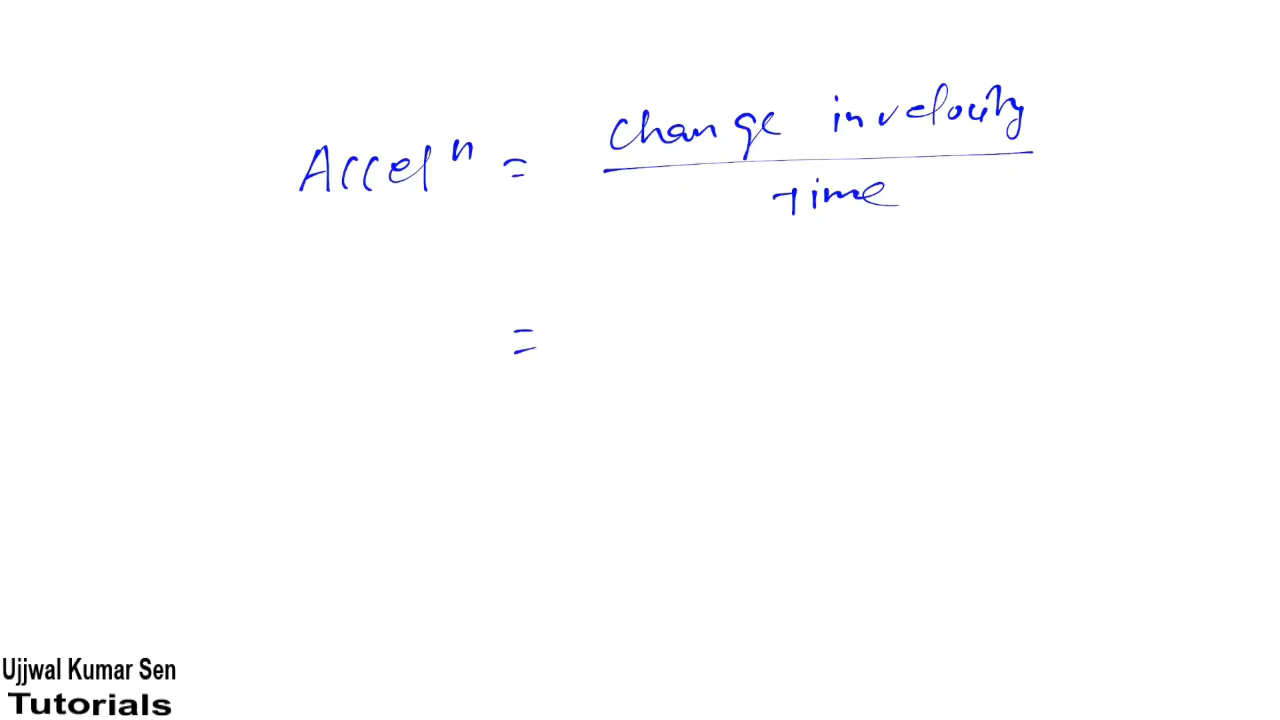 Accelⁿ = change in velocity
Time
=
Ujjwal Kumar Sen
Tutorials